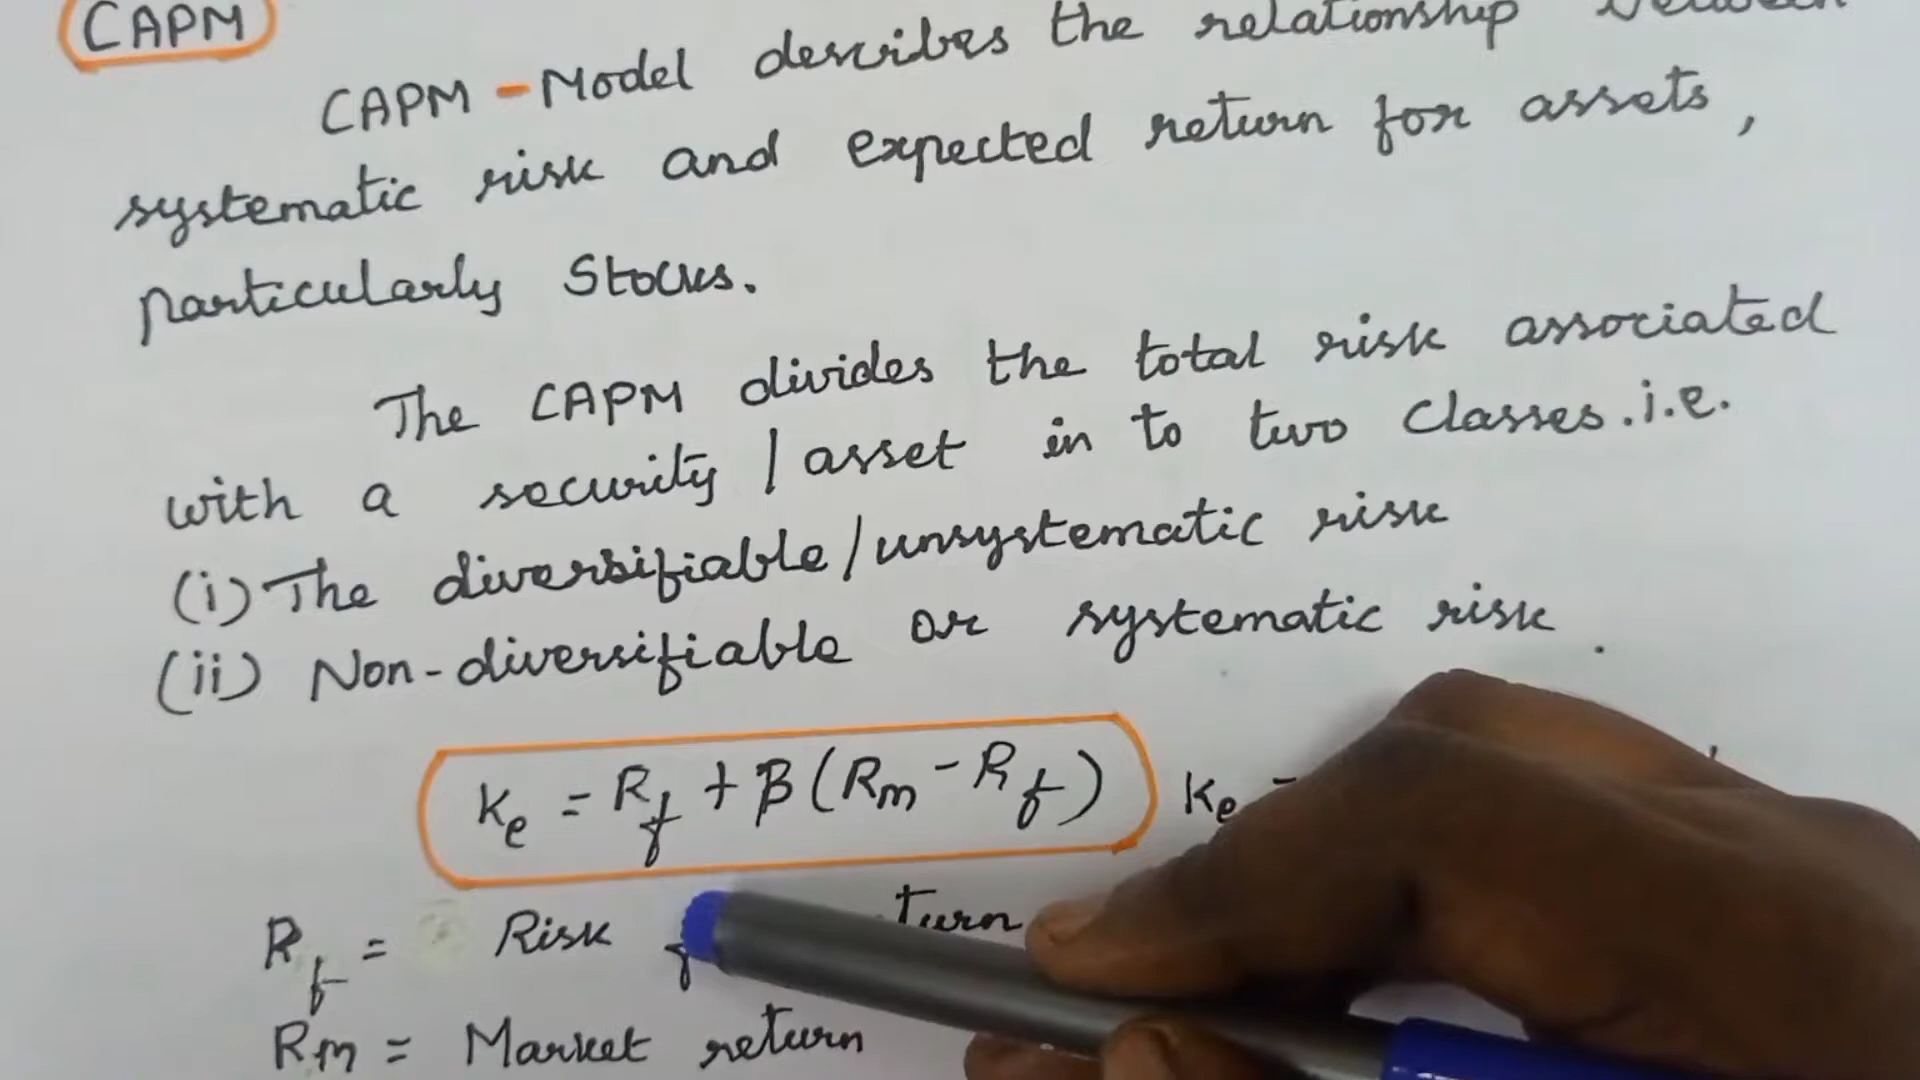 CAPM
CAPM - Model describes the relationship between
systematic risk and expected return for assets,
particularly Stocks.
The CAPM divides the total risk associated
with a security / asset in to two Classes. i.e.
(i) The diversifiable/unsystematic risk
(ii) Non-diversifiable or systematic risk.
Ke = Rf + β (Rm - Rf) Ke =
Rf = Risk
Rm = Market return